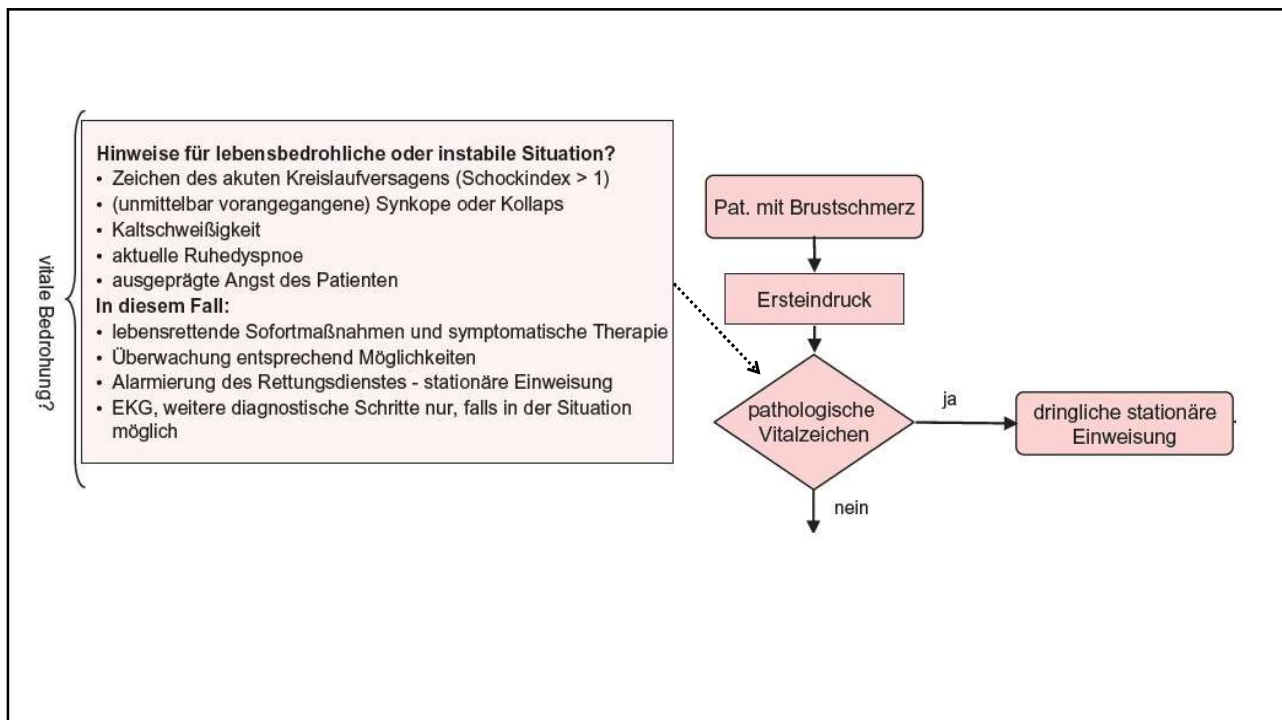 vitale Bedrohung?
Hinweise für lebensbedrohliche oder instabile Situation?
• Zeichen des akuten Kreislaufversagens (Schockindex > 1)
• (unmittelbar vorangegangene) Synkope oder Kollaps
• Kaltschweißigkeit
• aktuelle Ruhedyspnoe
• ausgeprägte Angst des Patienten
In diesem Fall:
• lebensrettende Sofortmaßnahmen und symptomatische Therapie
• Überwachung entsprechend Möglichkeiten
• Alarmierung des Rettungsdienstes - stationäre Einweisung
• EKG, weitere diagnostische Schritte nur, falls in der Situation
möglich
Pat. mit Brustschmerz
Ersteindruck
pathologische
Vitalzeichen
ja
dringliche stationäre
Einweisung
nein